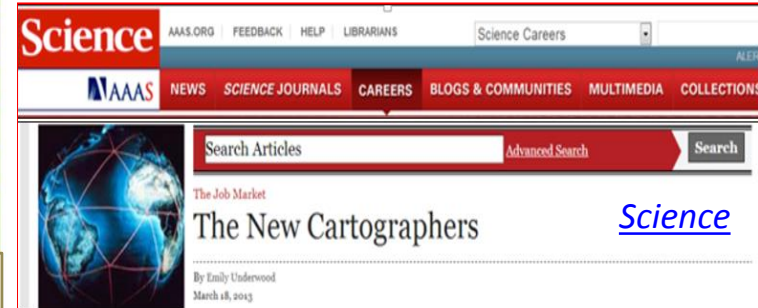 Science
AAAS.ORG FEEDBACK HELP LIBRARIANS Science Careers
ALER
AAAS NEWS SCIENCE JOURNALS CAREERS BLOGS & COMMUNITIES MULTIMEDIA COLLECTIONS
Search Articles Advanced Search Search
The Job Market
The New Cartographers
Science
By Emily Underwood
March 18, 2013